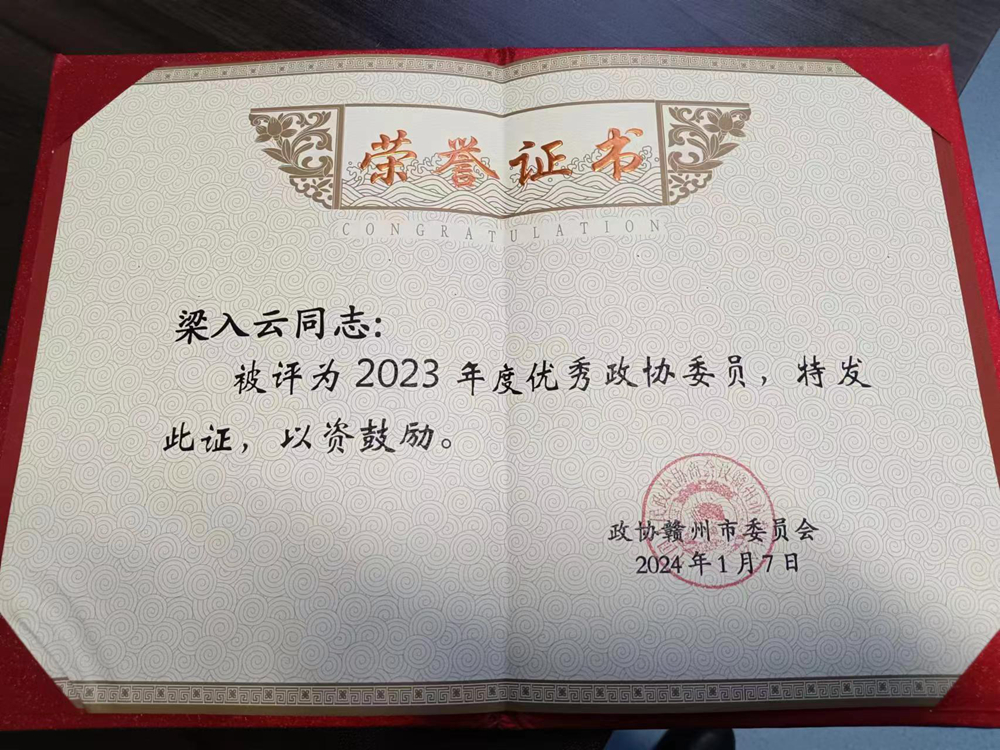 荣誉证书
CONGRATULATION
梁入云同志:
被评为2023年度优秀政协委员，特发
此证，以资鼓励。
政协赣州市委员会
2024年1月7日